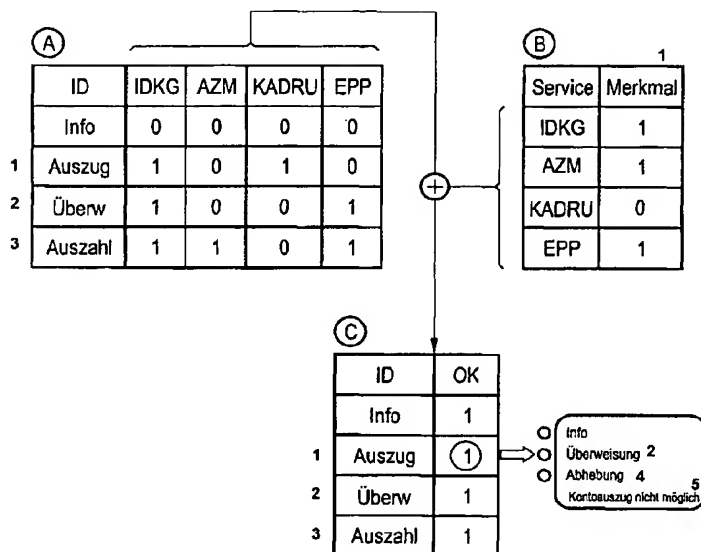 A
ID IDKG AZM KADRU EPP
Info 0 0 0 0
1 Auszug 1 0 1 0
2 Überw 1 0 0 1
3 Auszahl 1 1 0 1
+
B
1
Service Merkmal
IDKG 1
AZM 1
KADRU 0
EPP 1
C
ID OK
Info 1
1 Auszug 1
2 Überw 1
3 Auszahl 1
Info
Überweisung 2
Abhebung 4
5
Kontoauszug nicht möglich